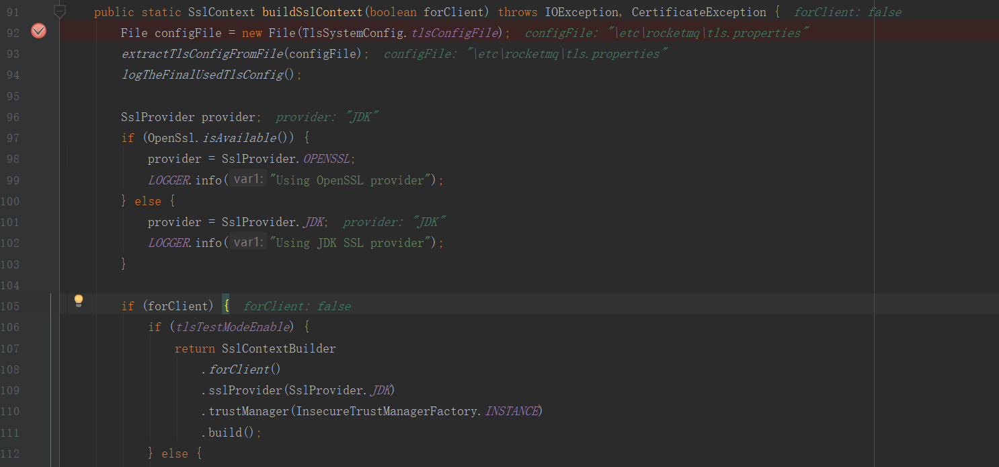 91 public static SslContext buildSslContext(boolean forClient) throws IOException, CertificateException { forClient: false
92 File configFile = new File(TlsSystemConfig.tlsConfigFile); configFile: "\etc\rocketmq\tls.properties"
93 extractTlsConfigFromFile(configFile); configFile: "\etc\rocketmq\tls.properties"
94 logTheFinalUsedTlsConfig();
95
96 SslProvider provider; provider: "JDK"
97 if (OpenSsl.isAvailable()) {
98 provider = SslProvider.OPENSSL;
99 LOGGER.info( var1: "Using OpenSSL provider");
100 } else {
101 provider = SslProvider.JDK; provider: "JDK"
102 LOGGER.info( var1: "Using JDK SSL provider");
103 }
104
105 if (forClient) { forClient: false
106 if (tlsTestModeEnable) {
107 return SslContextBuilder
108 .forClient()
109 .sslProvider(SslProvider.JDK)
110 .trustManager(InsecureTrustManagerFactory.INSTANCE)
111 .build();
112 } else {